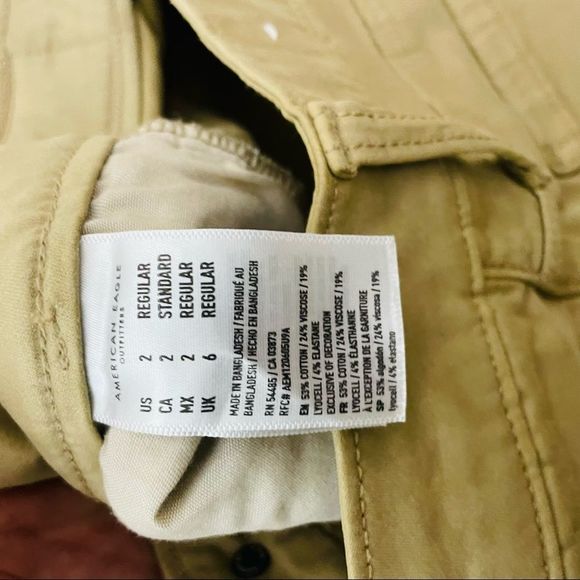 AMERICAN EAGLE
OUTFITTERS
US 2 REGULAR
CA 2 STANDARD
MX 2 REGULAR
UK 6 REGULAR
MADE IN BANGLADESH / FABRIQUÉ AU
BANGLADESH / HECHO EN BANGLADESH
RN 54485 / CA 03873
RFC# AEM120605U9A
EN: 53% COTTON / 24% VISCOSE / 19%
LYOCELL / 4% ELASTANE
EXCLUSIVE OF DECORATION
FR: 53% COTON / 24% VISCOSE / 19%
LYOCELL / 4% ÉLASTHANNE
À L'EXCEPTION DE LA GARNITURE
SP: 53% algodón / 24% viscosa / 19%
lyocell / 4% elastano